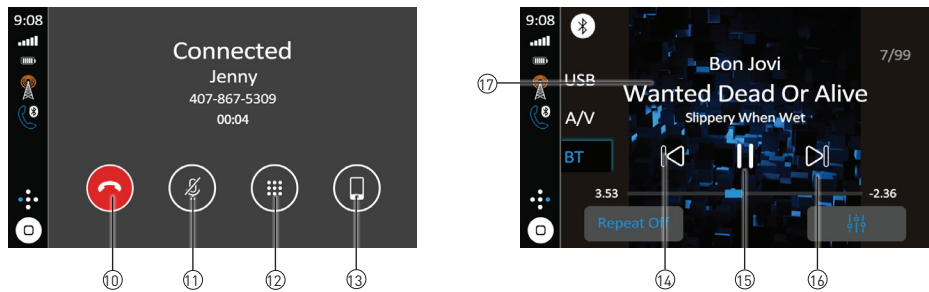 9:08
Connected
Jenny
407-867-5309
00:04
10
11
12
13
9:08
7/99
Bon Jovi
USB
Wanted Dead Or Alive
A/V
Slippery When Wet
BT
3.53
-2.36
Repeat Off
17
14
15
16